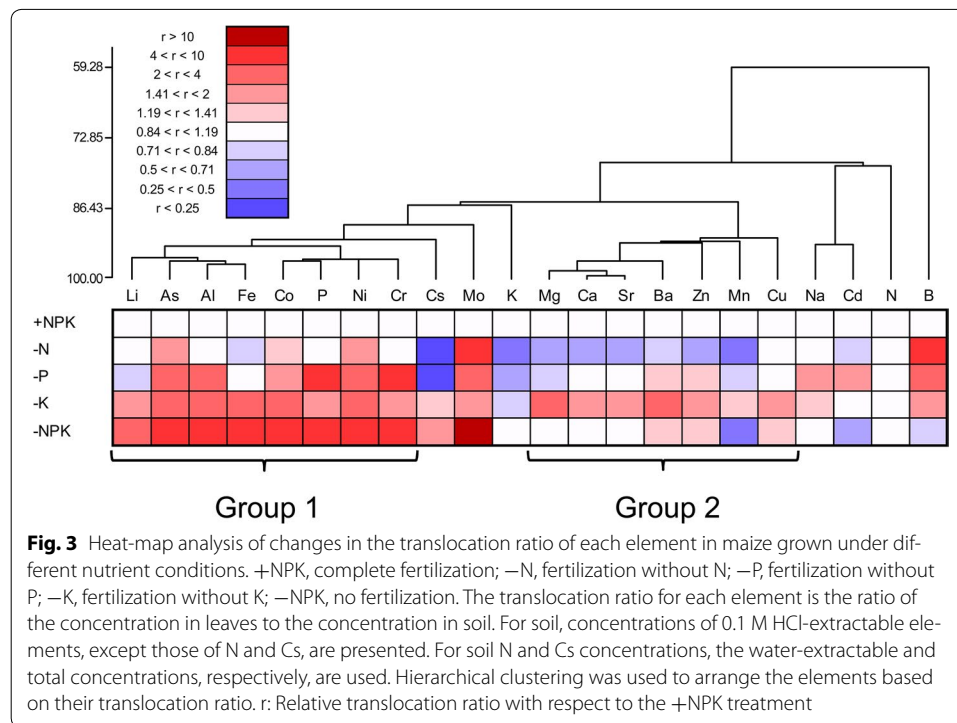 r > 10
4 < r < 10
2 < r < 4
1.41 < r < 2
1.19 < r < 1.41
0.84 < r < 1.19
0.71 < r < 0.84
0.5 < r < 0.71
0.25 < r < 0.5
r < 0.25
59.28
72.85
86.43
100.00
Li As Al Fe Co P Ni Cr Cs Mo K Mg Ca Sr Ba Zn Mn Cu Na Cd N B
+NPK
-N
-P
-K
-NPK
Group 1 Group 2
Fig. 3 Heat-map analysis of changes in the translocation ratio of each element in maize grown under dif-
ferent nutrient conditions. +NPK, complete fertilization; −N, fertilization without N; −P, fertilization without
P; −K, fertilization without K; −NPK, no fertilization. The translocation ratio for each element is the ratio of
the concentration in leaves to the concentration in soil. For soil, concentrations of 0.1 M HCl-extractable ele-
ments, except those of N and Cs, are presented. For soil N and Cs concentrations, the water-extractable and
total concentrations, respectively, are used. Hierarchical clustering was used to arrange the elements based
on their translocation ratio. r: Relative translocation ratio with respect to the +NPK treatment